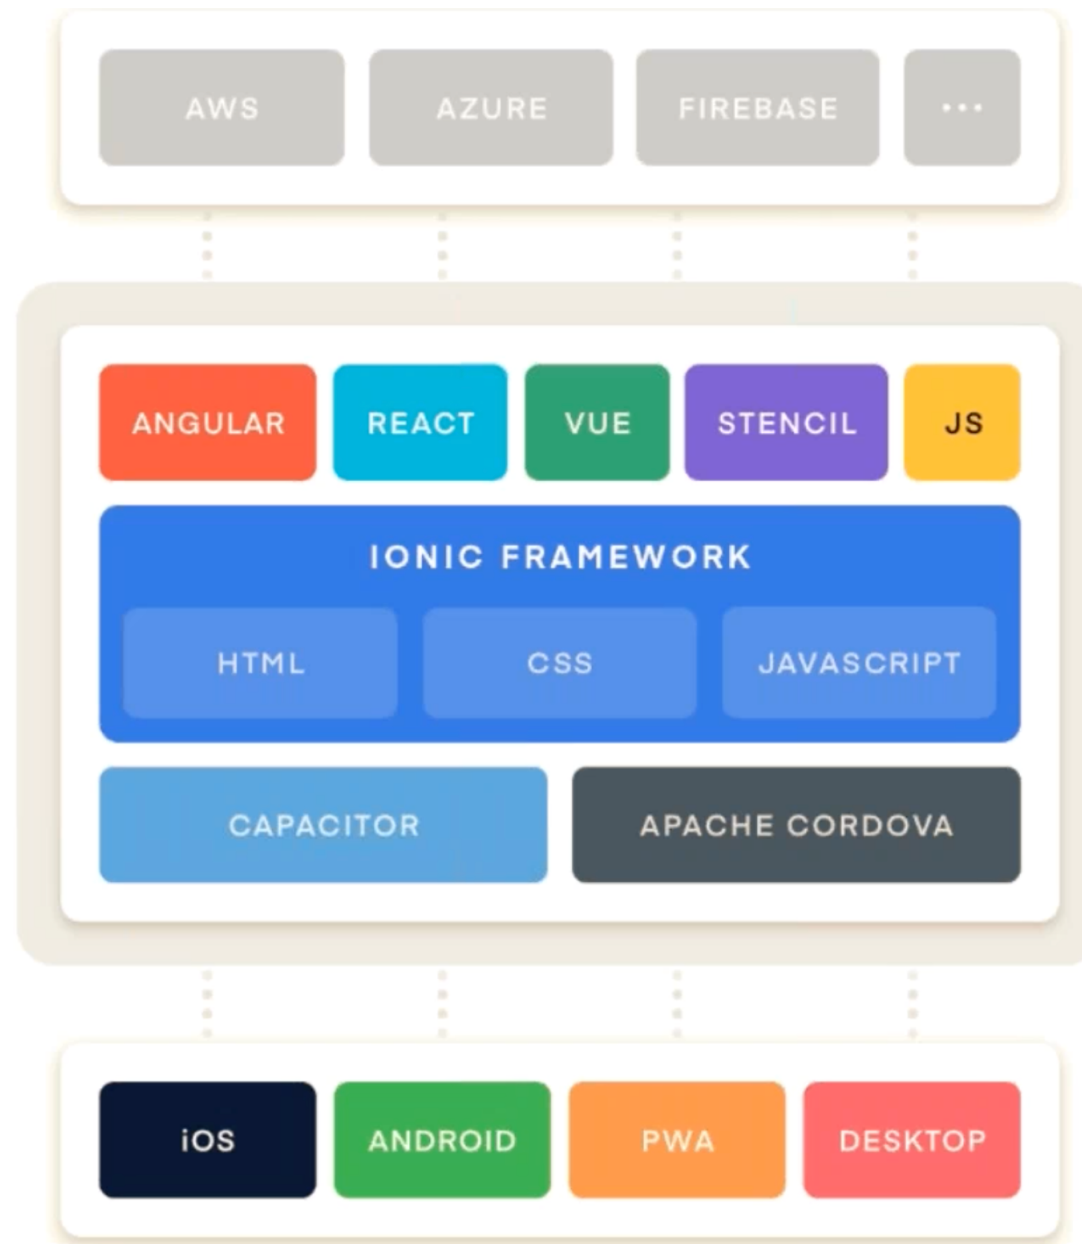 AWS AZURE FIREBASE •••
ANGULAR REACT VUE STENCIL JS
IONIC FRAMEWORK
HTML CSS JAVASCRIPT
CAPACITOR APACHE CORDOVA
iOS ANDROID PWA DESKTOP